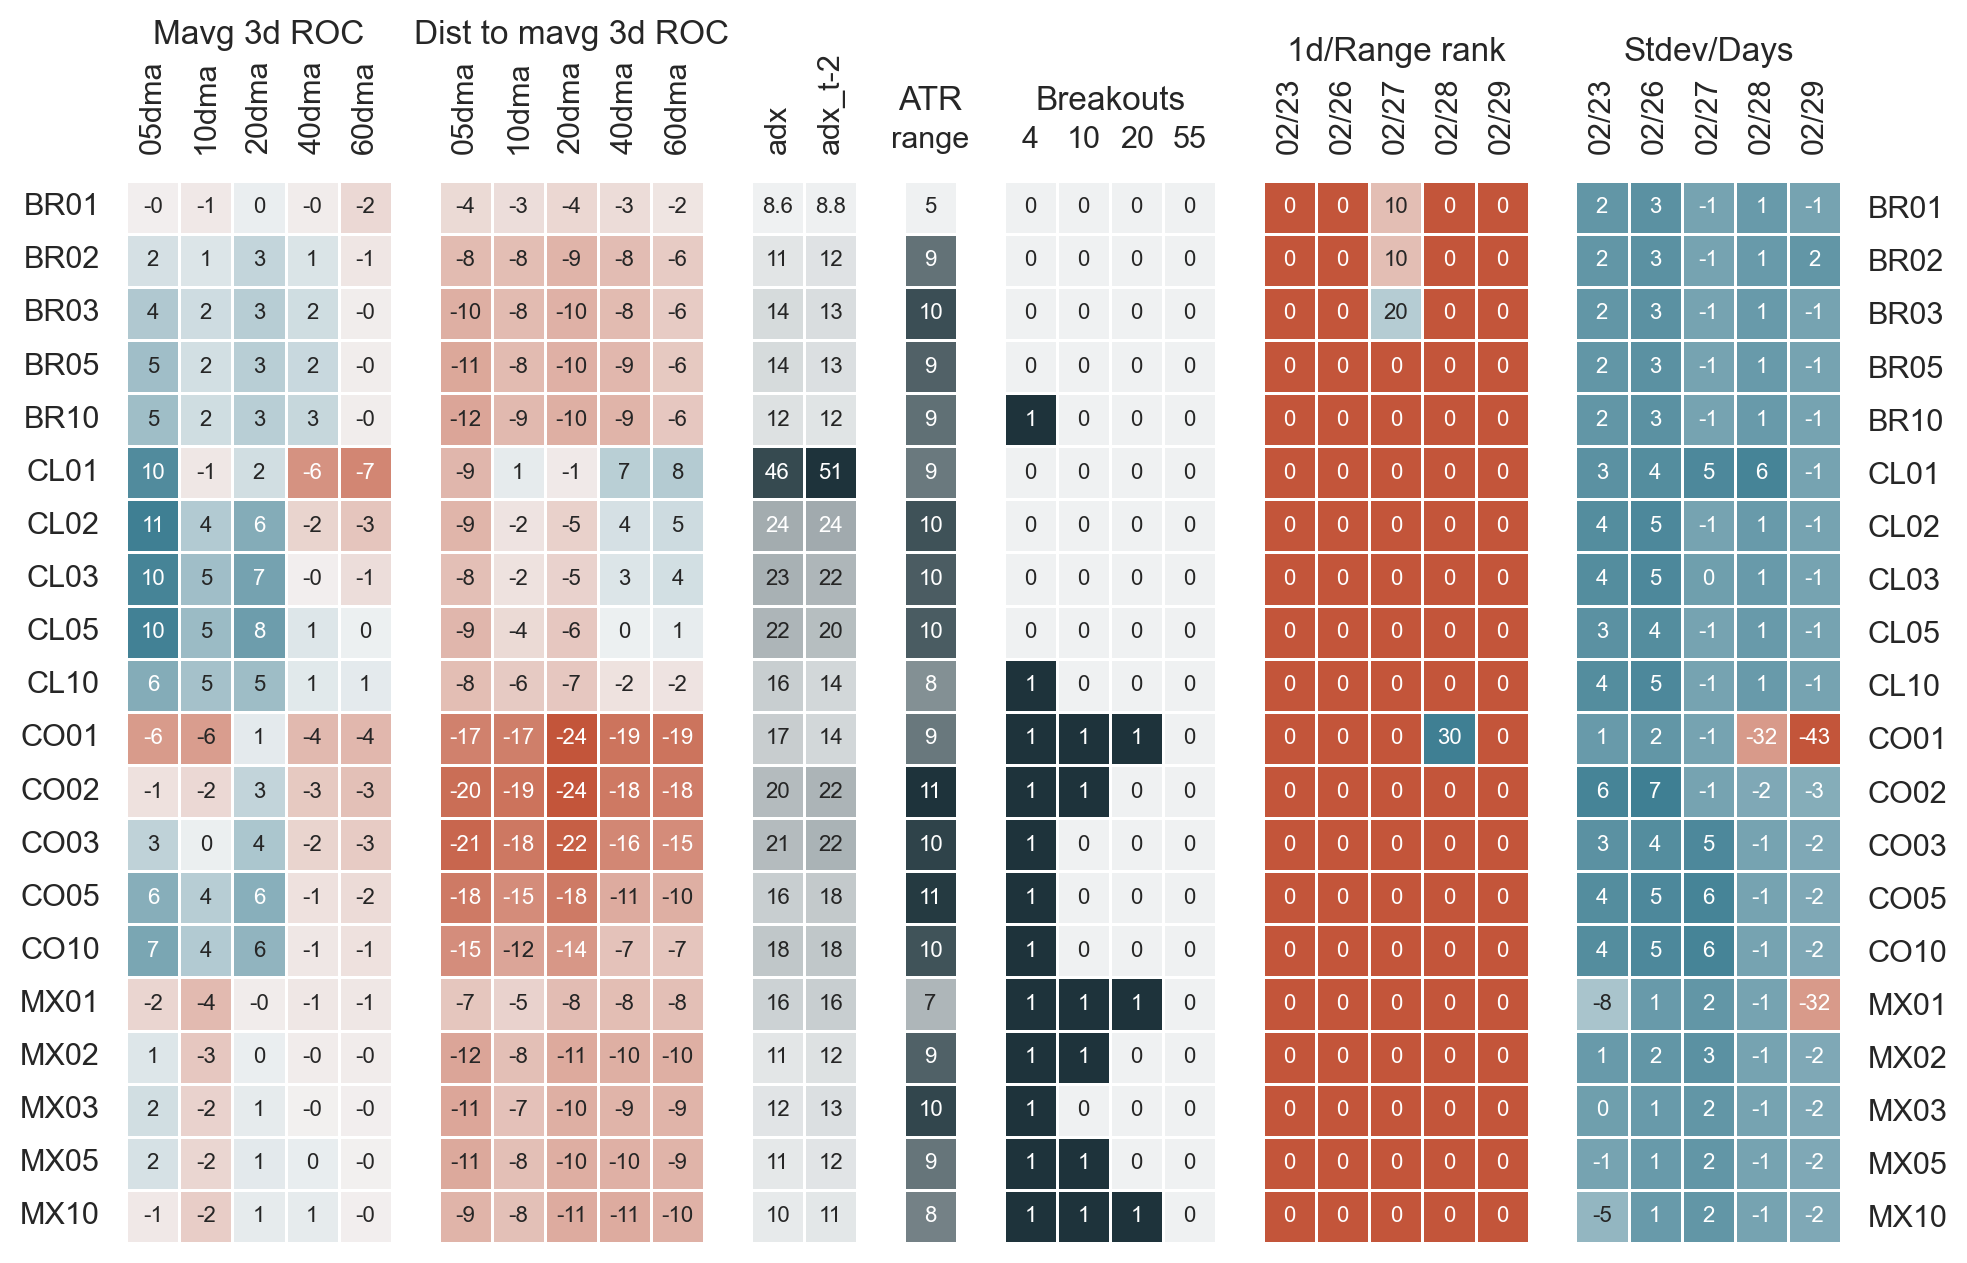 Mavg 3d ROC Dist to mavg 3d ROC 1d/Range rank Stdev/Days
ATR Breakouts
05dma 10dma 20dma 40dma 60dma 05dma 10dma 20dma 40dma 60dma adx adx_t-2 range 4 10 20 55 02/23 02/26 02/27 02/28 02/29 02/23 02/26 02/27 02/28 02/29
BR01 -0 -1 0 -0 -2 -4 -3 -4 -3 -2 8.6 8.8 5 0 0 0 0 0 0 10 0 0 2 3 -1 1 -1 BR01
BR02 2 1 3 1 -1 -8 -8 -9 -8 -6 11 12 9 0 0 0 0 0 0 10 0 0 2 3 -1 1 2 BR02
BR03 4 2 3 2 -0 -10 -8 -10 -8 -6 14 13 10 0 0 0 0 0 0 20 0 0 2 3 -1 1 -1 BR03
BR05 5 2 3 2 -0 -11 -8 -10 -9 -6 14 13 9 0 0 0 0 0 0 0 0 0 2 3 -1 1 -1 BR05
BR10 5 2 3 3 -0 -12 -9 -10 -9 -6 12 12 9 1 0 0 0 0 0 0 0 0 2 3 -1 1 -1 BR10
CL01 10 -1 2 -6 -7 -9 1 -1 7 8 46 51 9 0 0 0 0 0 0 0 0 0 3 4 5 6 -1 CL01
CL02 11 4 6 -2 -3 -9 -2 -5 4 5 24 24 10 0 0 0 0 0 0 0 0 0 4 5 -1 1 -1 CL02
CL03 10 5 7 -0 -1 -8 -2 -5 3 4 23 22 10 0 0 0 0 0 0 0 0 0 4 5 0 1 -1 CL03
CL05 10 5 8 1 0 -9 -4 -6 0 1 22 20 10 0 0 0 0 0 0 0 0 0 3 4 -1 1 -1 CL05
CL10 6 5 5 1 1 -8 -6 -7 -2 -2 16 14 8 1 0 0 0 0 0 0 0 0 4 5 -1 1 -1 CL10
CO01 -6 -6 1 -4 -4 -17 -17 -24 -19 -19 17 14 9 1 1 1 0 0 0 0 30 0 1 2 -1 -32 -43 CO01
CO02 -1 -2 3 -3 -3 -20 -19 -24 -18 -18 20 22 11 1 1 0 0 0 0 0 0 0 6 7 -1 -2 -3 CO02
CO03 3 0 4 -2 -3 -21 -18 -22 -16 -15 21 22 10 1 0 0 0 0 0 0 0 0 3 4 5 -1 -2 CO03
CO05 6 4 6 -1 -2 -18 -15 -18 -11 -10 16 18 11 1 0 0 0 0 0 0 0 0 4 5 6 -1 -2 CO05
CO10 7 4 6 -1 -1 -15 -12 -14 -7 -7 18 18 10 1 0 0 0 0 0 0 0 0 4 5 6 -1 -2 CO10
MX01 -2 -4 -0 -1 -1 -7 -5 -8 -8 -8 16 16 7 1 1 1 0 0 0 0 0 0 -8 1 2 -1 -32 MX01
MX02 1 -3 0 -0 -0 -12 -8 -11 -10 -10 11 12 9 1 1 0 0 0 0 0 0 0 1 2 3 -1 -2 MX02
MX03 2 -2 1 -0 -0 -11 -7 -10 -9 -9 12 13 10 1 0 0 0 0 0 0 0 0 0 1 2 -1 -2 MX03
MX05 2 -2 1 0 -0 -11 -8 -10 -10 -9 11 12 9 1 1 0 0 0 0 0 0 0 -1 1 2 -1 -2 MX05
MX10 -1 -2 1 1 -0 -9 -8 -11 -11 -10 10 11 8 1 1 1 0 0 0 0 0 0 -5 1 2 -1 -2 MX10